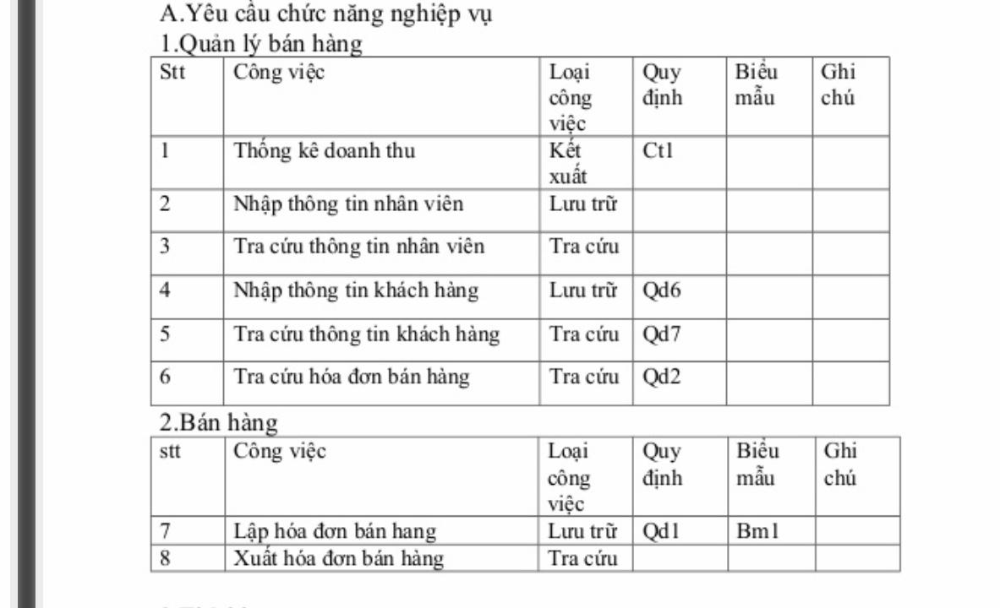 A.Yêu cầu chức năng nghiệp vụ
1.Quản lý bán hàng
Stt Công việc Loại công việc Quy định Biểu mẫu Ghi chú
1 Thống kê doanh thu Kết xuất Ct1
2 Nhập thông tin nhân viên Lưu trữ
3 Tra cứu thông tin nhân viên Tra cứu
4 Nhập thông tin khách hàng Lưu trữ Qd6
5 Tra cứu thông tin khách hàng Tra cứu Qd7
6 Tra cứu hóa đơn bán hàng Tra cứu Qd2
2.Bán hàng
stt Công việc Loại công việc Quy định Biểu mẫu Ghi chú
7 Lập hóa đơn bán hang Lưu trữ Qd1 Bm1
8 Xuất hóa đơn bán hàng Tra cứu